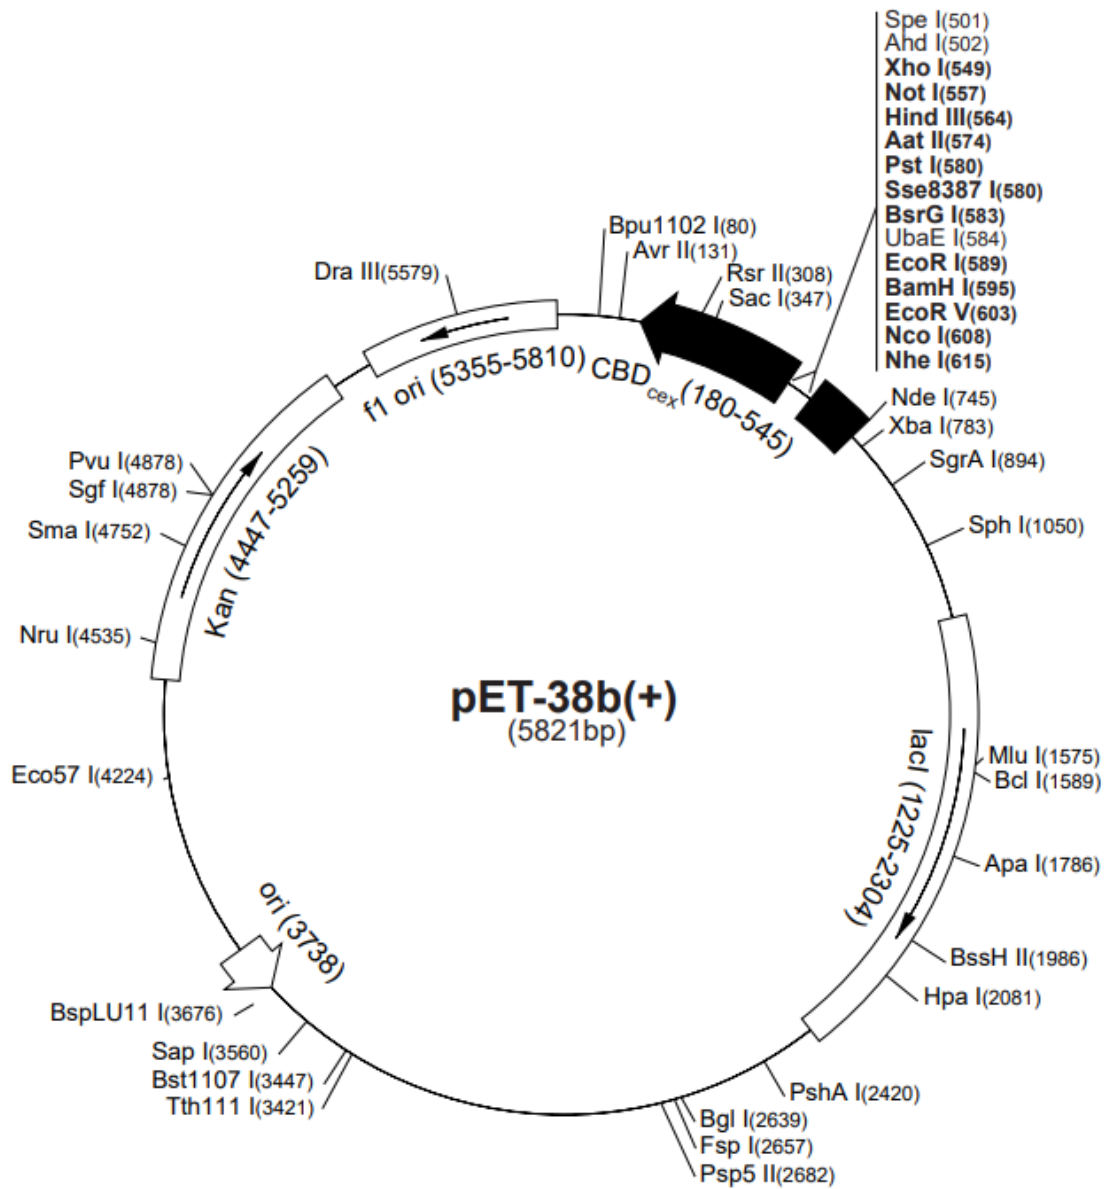 Spe I(501)
Ahd I(502)
Xho I(549)
Not I(557)
Hind III(564)
Aat II(574)
Pst I(580)
Sse8387 I(580)
BsrG I(583)
UbaE I(584)
EcoR I(589)
BamH I(595)
EcoR V(603)
Nco I(608)
Nhe I(615)
Bpu1102 I(80)
Avr II(131)
Rsr II(308)
Sac I(347)
Dra III(5579)
f1 ori (5355-5810)
CBDcex (180-545)
Nde I(745)
Xba I(783)
SgrA I(894)
Sph I(1050)
Pvu I(4878)
Sgf I(4878)
Sma I(4752)
Kan (4447-5259)
Nru I(4535)
pET-38b(+)
(5821bp)
lacI (1225-2304)
Mlu I(1575)
Bcl I(1589)
Eco57 I(4224)
Apa I(1786)
ori (3738)
BssH II(1986)
Hpa I(2081)
BspLU11 I(3676)
Sap I(3560)
Bst1107 I(3447)
Tth111 I(3421)
PshA I(2420)
Bgl I(2639)
Fsp I(2657)
Psp5 II(2682)